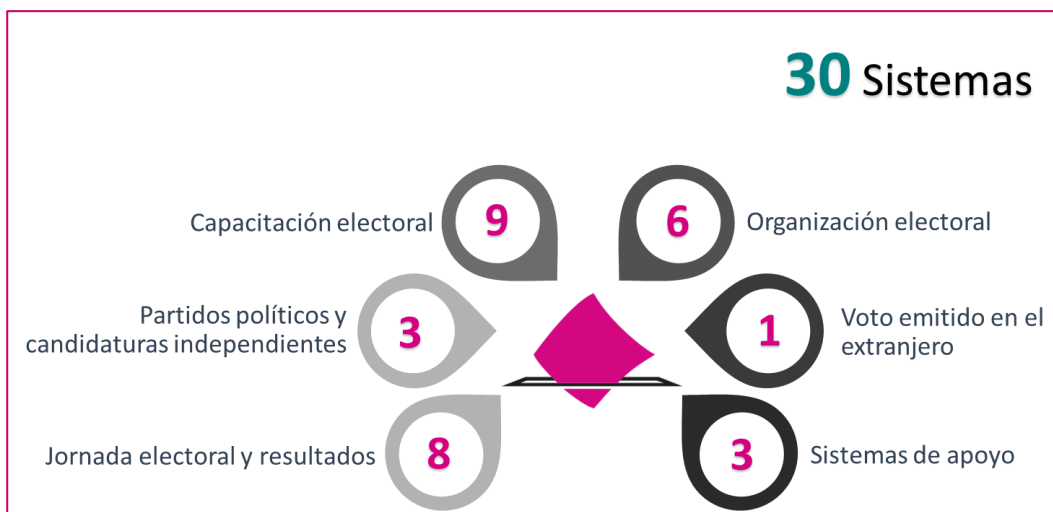 30 Sistemas
Capacitación electoral
9
6
Organización electoral
Partidos políticos y
candidaturas independientes
3
1
Voto emitido en el
extranjero
Jornada electoral y resultados
8
3
Sistemas de apoyo